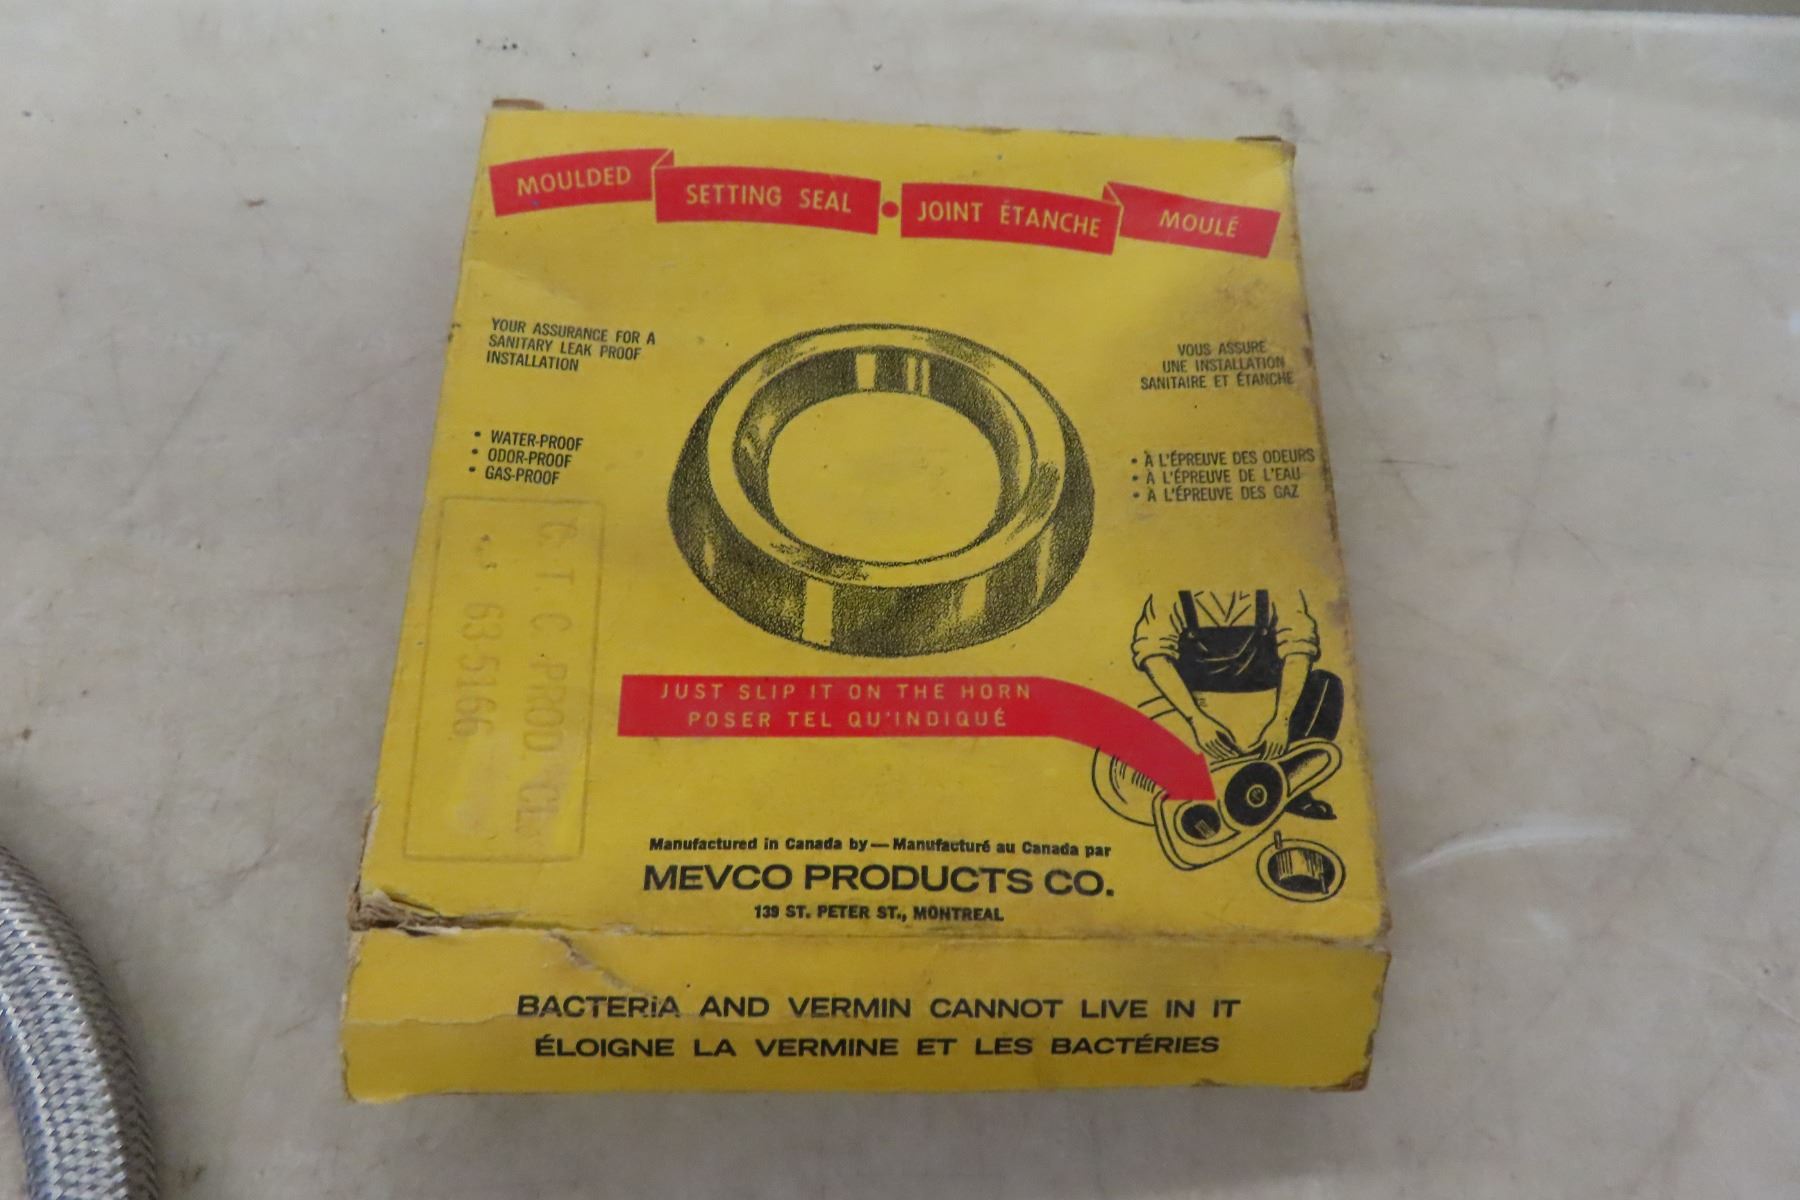 MOULDED SETTING SEAL • JOINT ÉTANCHE MOULÉ
YOUR ASSURANCE FOR A
SANITARY LEAK PROOF
INSTALLATION
• WATER-PROOF
• ODOR-PROOF
• GAS-PROOF
VOUS ASSURE
UNE INSTALLATION
SANITAIRE ET ÉTANCHE
• À L'ÉPREUVE DES ODEURS
• À L'ÉPREUVE DE L'EAU
• À L'ÉPREUVE DES GAZ
C. T. C. PROD.
63-5166
JUST SLIP IT ON THE HORN
POSER TEL QU'INDIQUÉ
Manufactured in Canada by — Manufacturé au Canada par
MEVCO PRODUCTS CO.
139 ST. PETER ST., MONTREAL
BACTERIA AND VERMIN CANNOT LIVE IN IT
ÉLOIGNE LA VERMINE ET LES BACTÉRIES